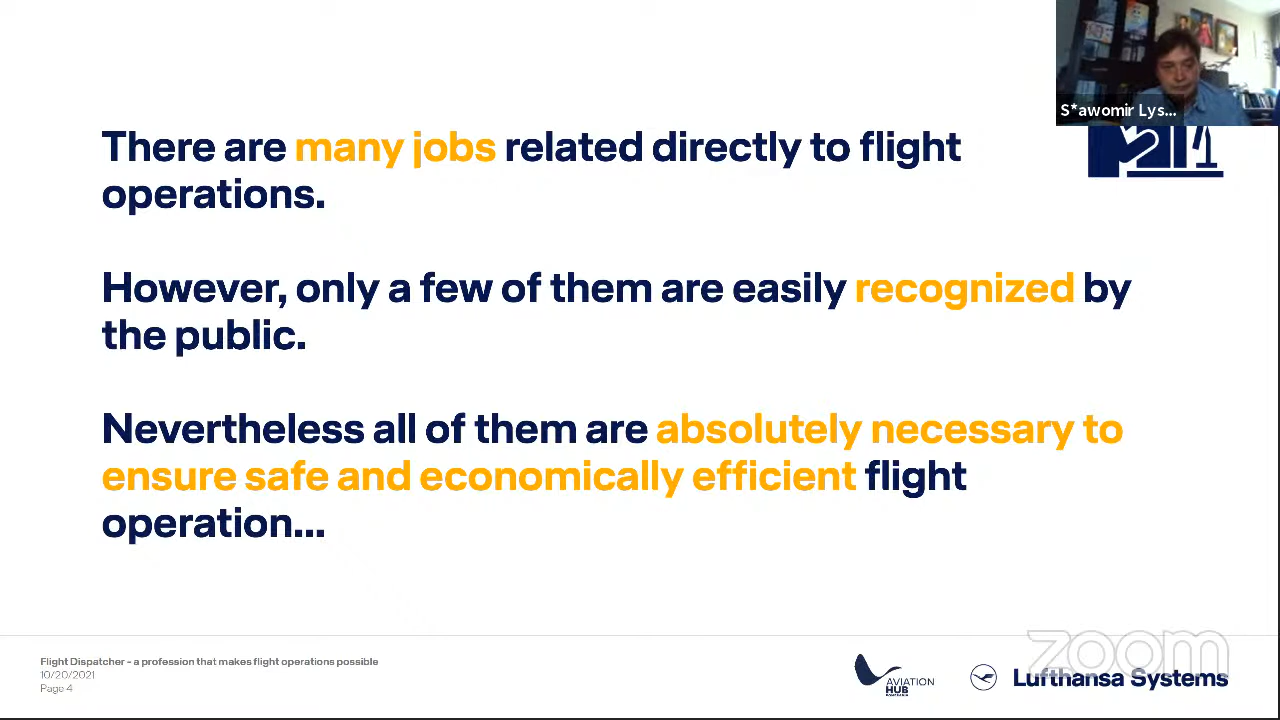 S*awomir Lys...
There are many jobs related directly to flight
operations.
However, only a few of them are easily recognized by
the public.
Nevertheless all of them are absolutely necessary to
ensure safe and economically efficient flight
operation...
Flight Dispatcher - a profession that makes flight operations possible
10/20/2021
Page 4
AVIATION
HUB
zoom
Lufthansa Systems